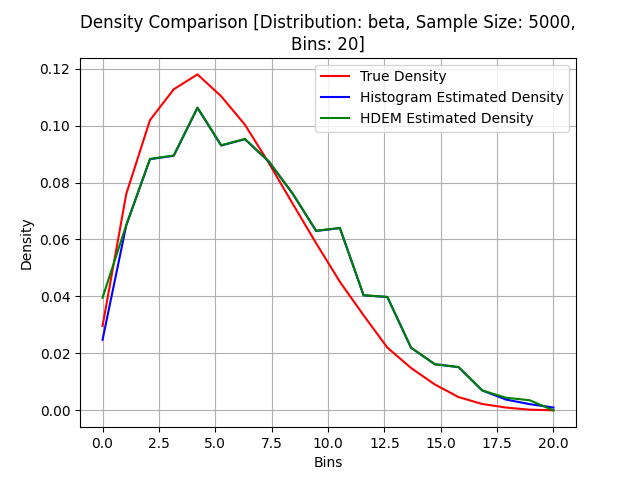 Density Comparison [Distribution: beta, Sample Size: 5000,
Bins: 20]
True Density
Histogram Estimated Density
HDEM Estimated Density
Density
0.12
0.10
0.08
0.06
0.04
0.02
0.00
0.0 2.5 5.0 7.5 10.0 12.5 15.0 17.5 20.0
Bins